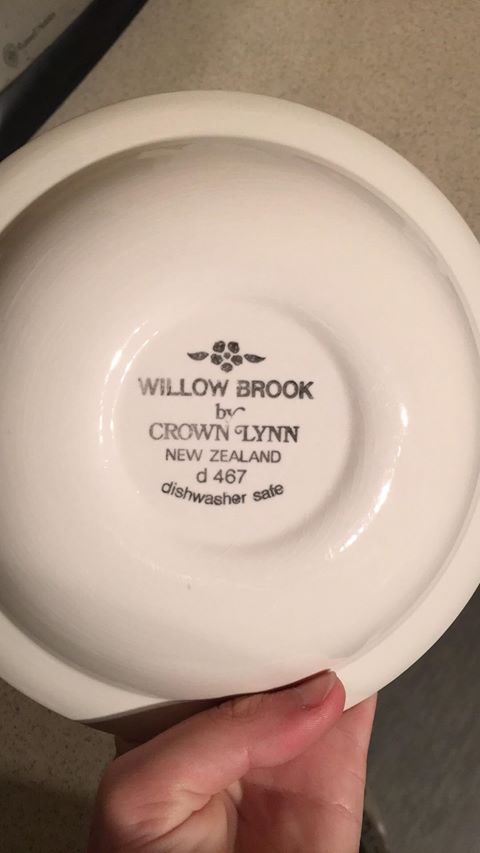 WILLOW BROOK
by
CROWN LYNN
NEW ZEALAND
d 467
dishwasher safe